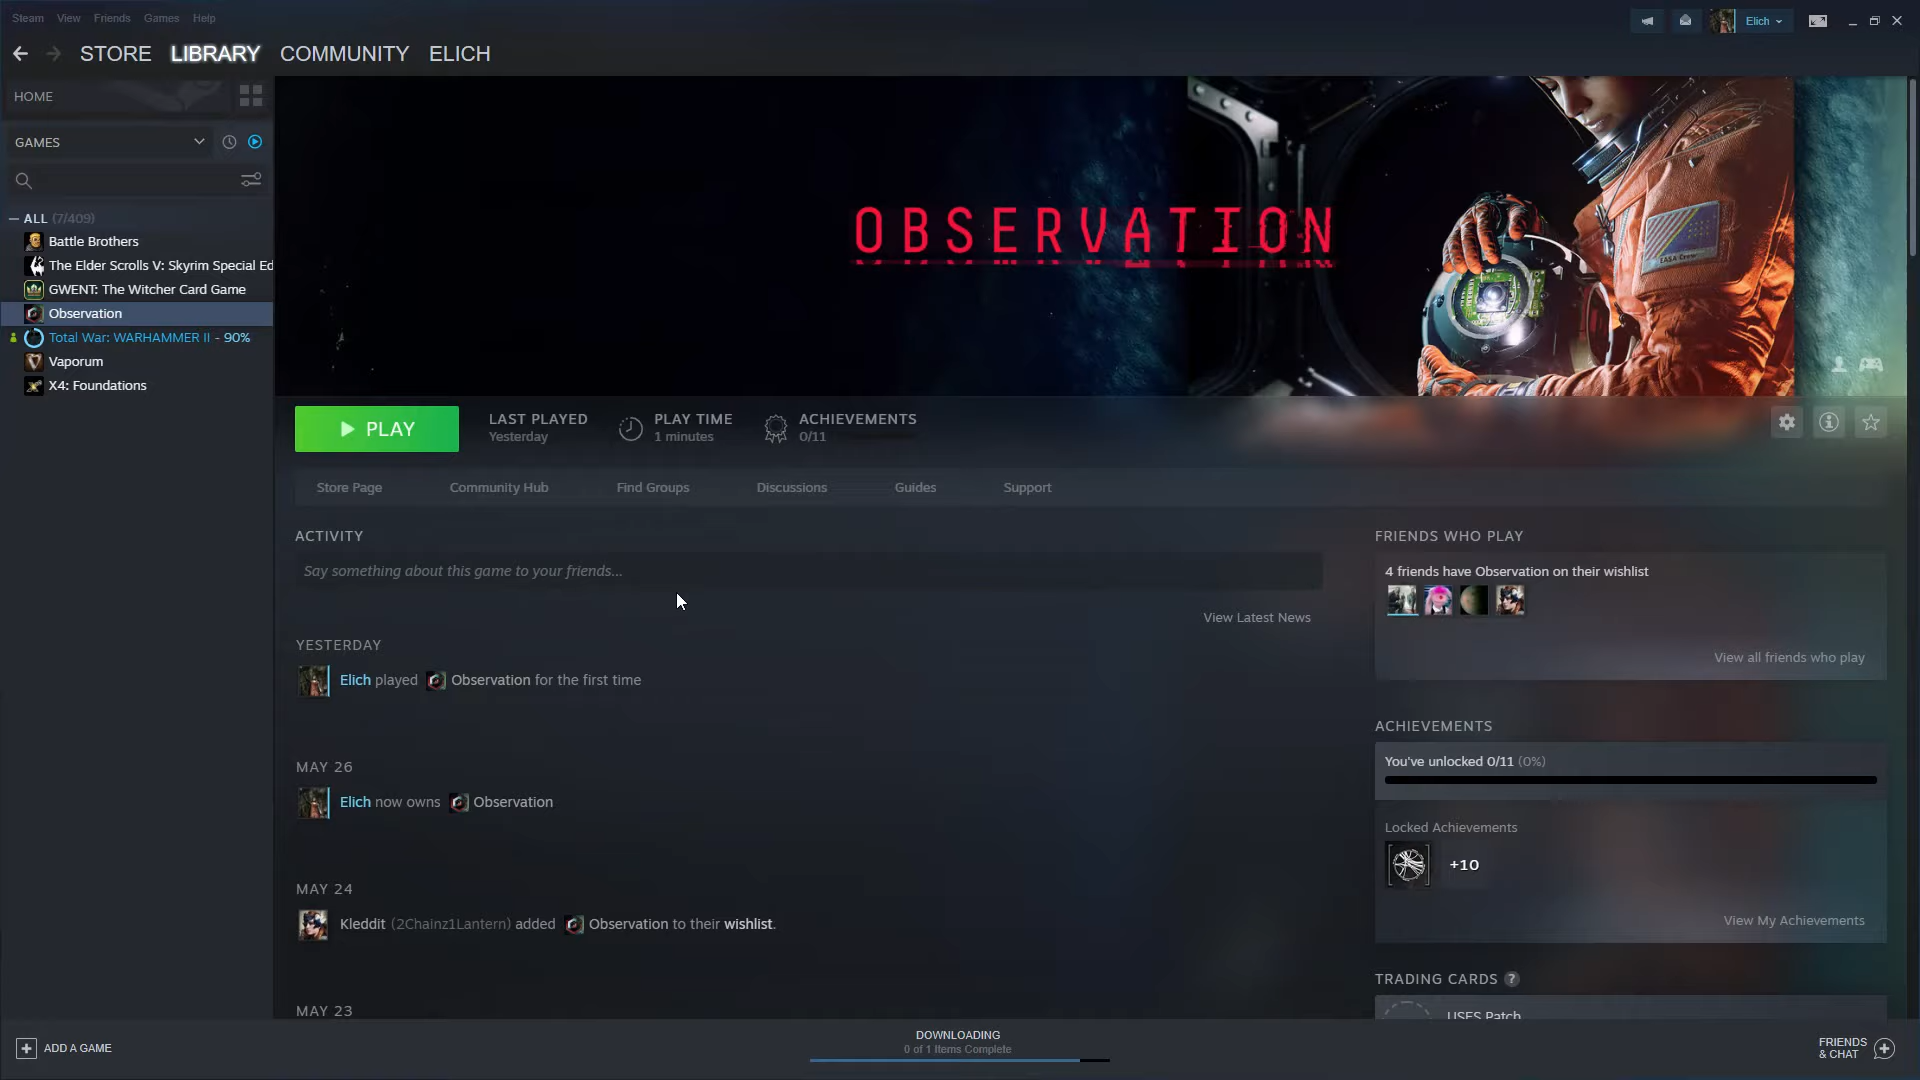 Steam View Friends Games Help
Elich
STORE LIBRARY COMMUNITY ELICH
HOME
GAMES
ALL (7/409)
Battle Brothers
The Elder Scrolls V: Skyrim Special Ed
GWENT: The Witcher Card Game
Observation
Total War: WARHAMMER II - 90%
Vaporum
X4: Foundations
OBSERVATION
EASA Crew
PLAY
LAST PLAYED
Yesterday
PLAY TIME
1 minutes
ACHIEVEMENTS
0/11
Store Page Community Hub Find Groups Discussions Guides Support
ACTIVITY
Say something about this game to your friends...
View Latest News
YESTERDAY
Elich played Observation for the first time
MAY 26
Elich now owns Observation
MAY 24
Kleddit (2Chainz1Lantern) added Observation to their wishlist.
MAY 23
FRIENDS WHO PLAY
4 friends have Observation on their wishlist
View all friends who play
ACHIEVEMENTS
You've unlocked 0/11 (0%)
Locked Achievements
+10
View My Achievements
TRADING CARDS ?
USES Patch
ADD A GAME
DOWNLOADING
0 of 1 Items Complete
FRIENDS
& CHAT